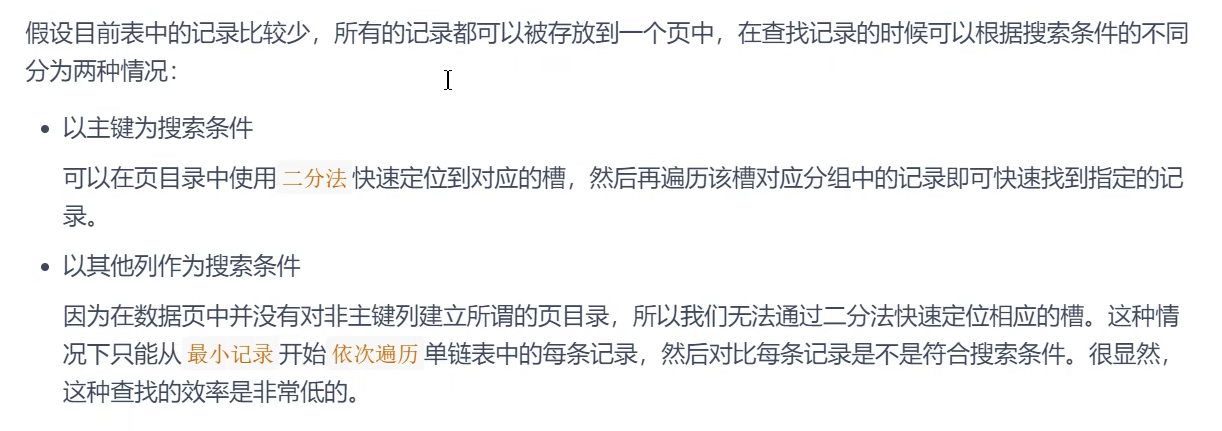 假设目前表中的记录比较少，所有的记录都可以被存放到一个页中，在查找记录的时候可以根据搜索条件的不同
分为两种情况：
• 以主键为搜索条件
可以在页目录中使用 二分法 快速定位到对应的槽，然后再遍历该槽对应分组中的记录即可快速找到指定的记
录。
• 以其他列作为搜索条件
因为在数据页中并没有对非主键列建立所谓的页目录，所以我们无法通过二分法快速定位相应的槽。这种情
况下只能从 最小记录 开始 依次遍历 单链表中的每条记录，然后对比每条记录是不是符合搜索条件。很显然，
这种查找的效率是非常低的。